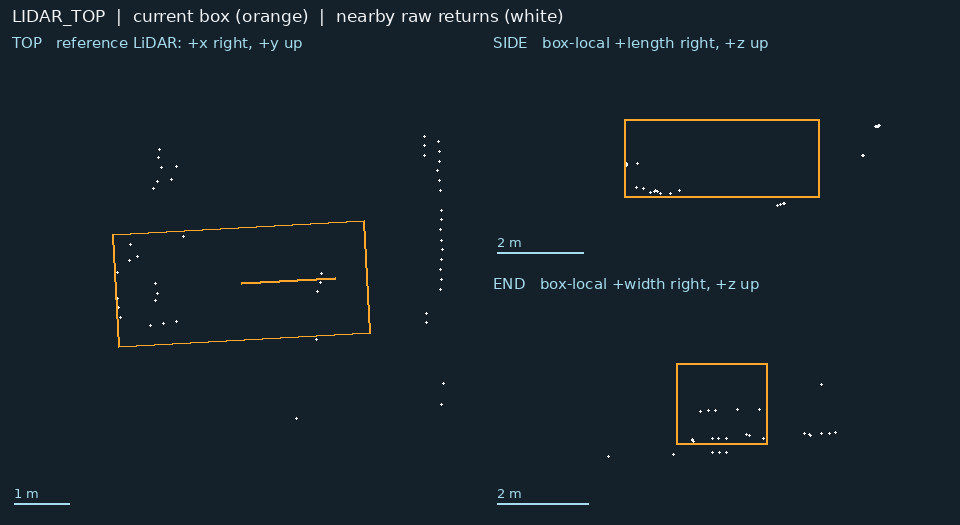 LIDAR_TOP | current box (orange) | nearby raw returns (white)
TOP reference LiDAR: +x right, +y up
SIDE box-local +length right, +z up
2 m
END box-local +width right, +z up
1 m
2 m